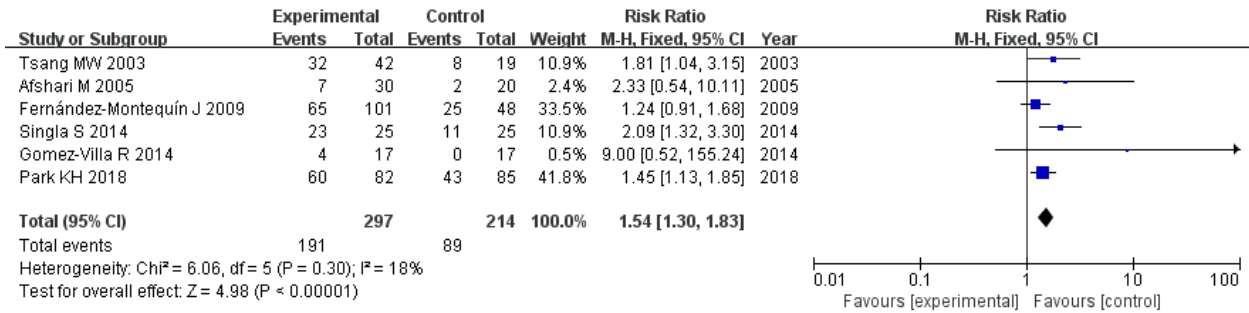 Experimental Control Risk Ratio Risk Ratio
Study or Subgroup Events Total Events Total Weight M-H, Fixed, 95% CI Year M-H, Fixed, 95% CI
Tsang MW 2003 32 42 8 19 10.9% 1.81 [1.04, 3.15] 2003
Afshari M 2005 7 30 2 20 2.4% 2.33 [0.54, 10.11] 2005
Fernández-Montequín J 2009 65 101 25 48 33.5% 1.24 [0.91, 1.68] 2009
Singla S 2014 23 25 11 25 10.9% 2.09 [1.32, 3.30] 2014
Gomez-Villa R 2014 4 17 0 17 0.5% 9.00 [0.52, 155.24] 2014
Park KH 2018 60 82 43 85 41.8% 1.45 [1.13, 1.85] 2018
Total (95% CI) 297 214 100.0% 1.54 [1.30, 1.83]
Total events 191 89
Heterogeneity: Chi² = 6.06, df = 5 (P = 0.30); I² = 18%
Test for overall effect: Z = 4.98 (P < 0.00001)
0.01 0.1 1 10 100
Favours [experimental] Favours [control]